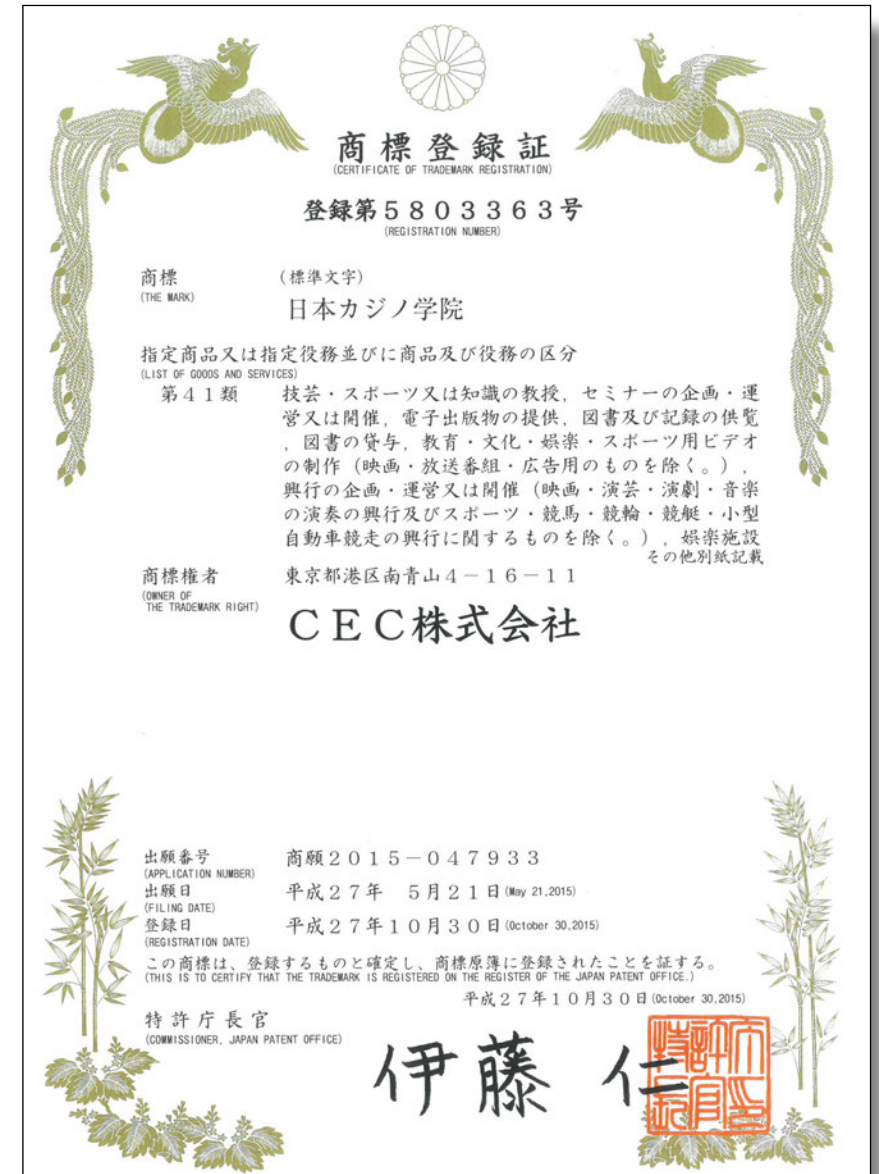 商標登録証
(CERTIFICATE OF TRADEMARK REGISTRATION)
登録第5803363号
(REGISTRATION NUMBER)
商標
(THE MARK)
(標準文字)
日本カジノ学院
指定商品又は指定役務並びに商品及び役務の区分
(LIST OF GOODS AND SERVICES)
第41類
技芸・スポーツ又は知識の教授，セミナーの企画・運
営又は開催，電子出版物の提供，図書及び記録の供覧
，図書の貸与，教育・文化・娯楽・スポーツ用ビデオ
の制作（映画・放送番組・広告用のものを除く。），
興行の企画・運営又は開催（映画・演芸・演劇・音楽
の演奏の興行及びスポーツ・競馬・競輪・競艇・小型
自動車競走の興行に関するものを除く。），娯楽施設
その他別紙記載
商標権者
(OWNER OF
THE TRADEMARK RIGHT)
東京都港区南青山4－16－11
CEC株式会社
出願番号
(APPLICATION NUMBER)
商願2015－047933
出願日
(FILING DATE)
平成27年 5月21日(May 21,2015)
登録日
(REGISTRATION DATE)
平成27年10月30日(October 30,2015)
この商標は、登録するものと確定し、商標原簿に登録されたことを証する。
(THIS IS TO CERTIFY THAT THE TRADEMARK IS REGISTERED ON THE REGISTER OF THE JAPAN PATENT OFFICE.)
平成27年10月30日(October 30,2015)
特許庁長官
(COMMISSIONER, JAPAN PATENT OFFICE)
伊藤 仁